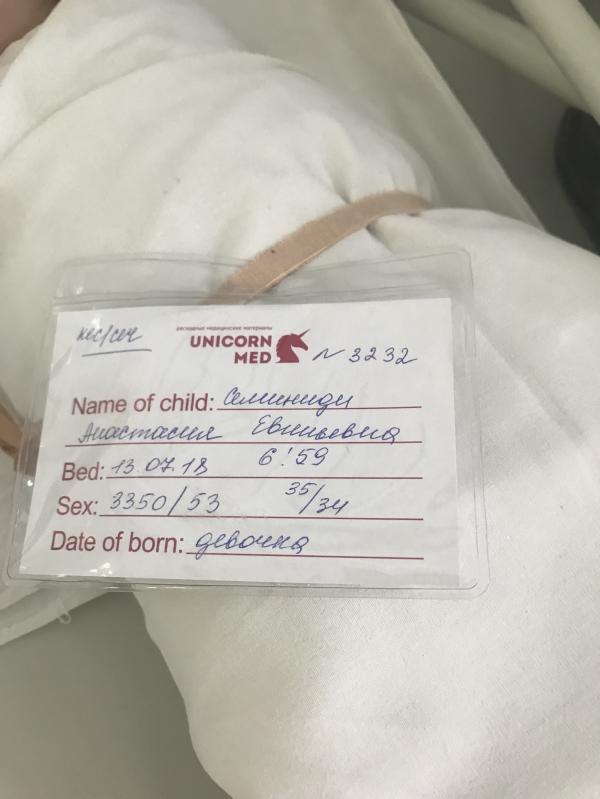 кес/сеч
расходные медицинские материалы
UNICORN
MED
N 3232
Name of child: Семиниди
Анастасия Евгеньевна
Bed: 13.07.18 6:59
Sex: 3350/53 35/34
Date of born: девочка